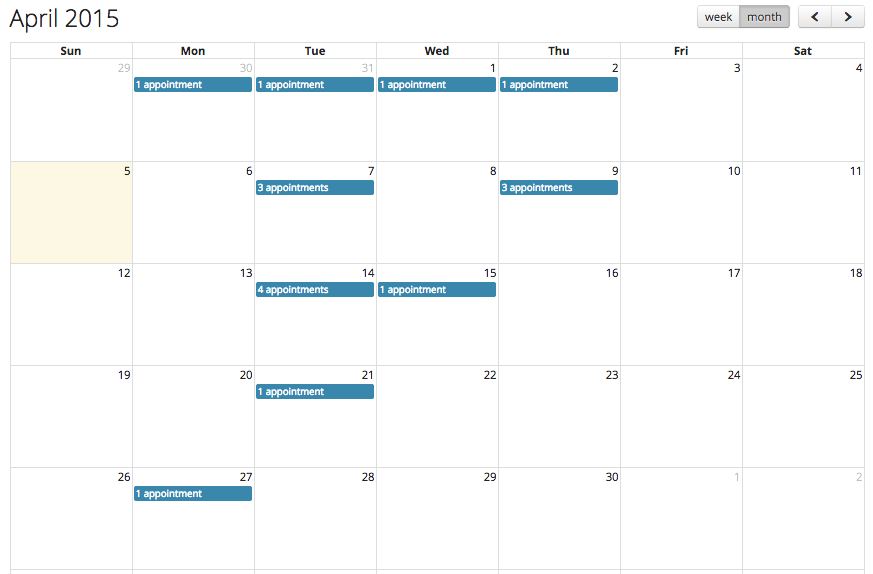 April 2015
week month
Sun Mon Tue Wed Thu Fri Sat
29 30 31 1 2 3 4
1 appointment 1 appointment 1 appointment 1 appointment
5 6 7 8 9 10 11
3 appointments 3 appointments
12 13 14 15 16 17 18
4 appointments 1 appointment
19 20 21 22 23 24 25
1 appointment
26 27 28 29 30 1 2
1 appointment